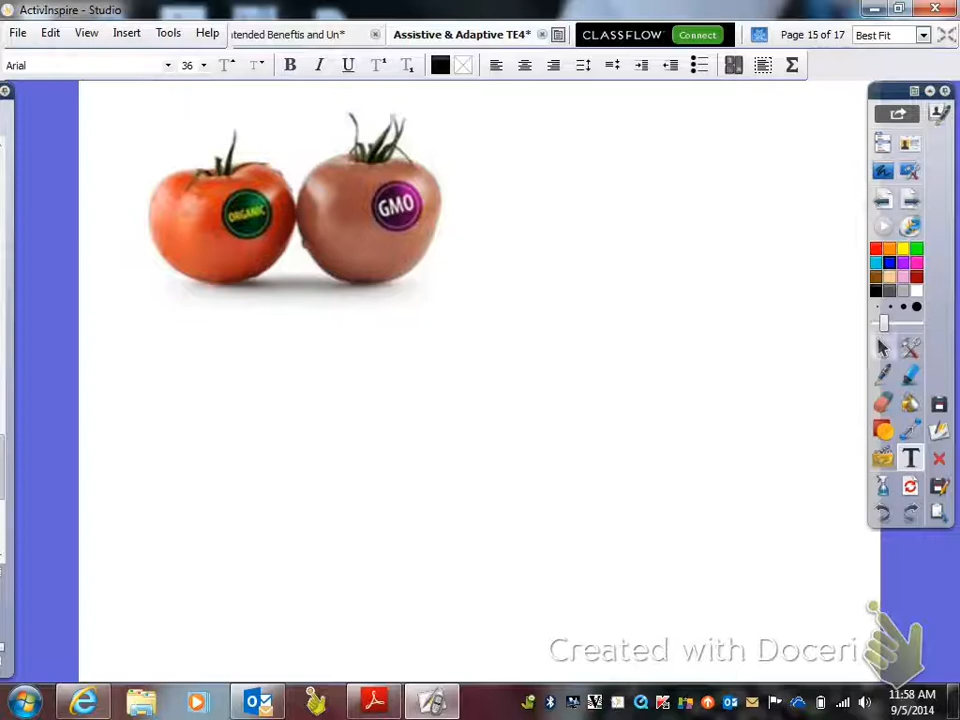 ActivInspire - Studio
File Edit View Insert Tools Help
tended Beneftis and Un*
Assistive & Adaptive TE4*
CLASSFLOW Connect
Page 15 of 17
Best Fit
Arial
36
B I U
ORGANIC
GMO
T
Created with Doceri
11:58 AM
9/5/2014